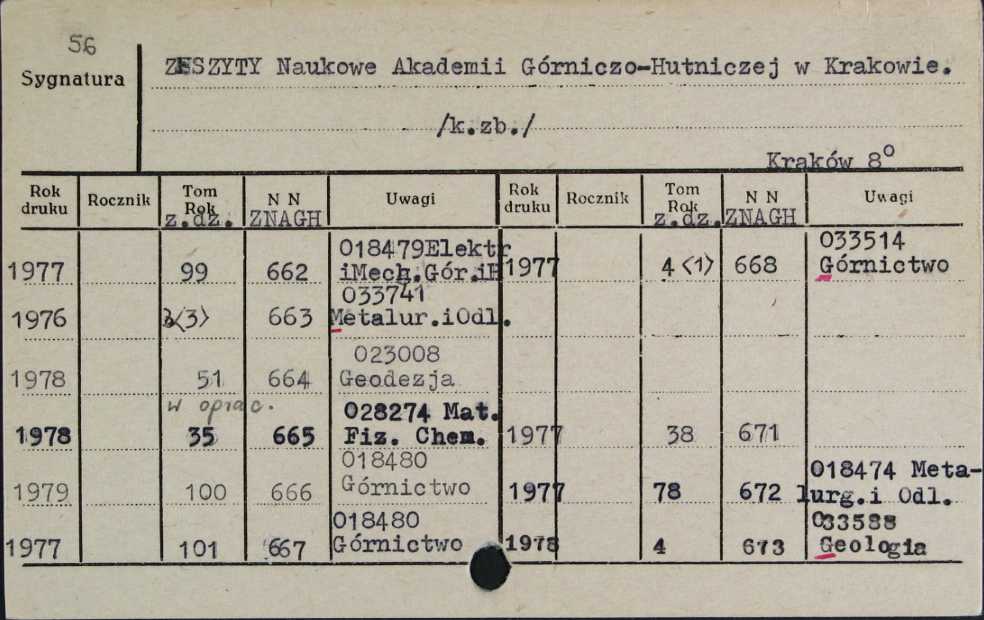 56
Sygnatura
ZESZYTY Naukowe Akademii Górniczo-Hutniczej w Krakowie.
/k.zb./
Kraków 8°
Rok druku Rocznik Tom Rok z.dz. N N ZNAGH Uwagi Rok druku Rocznik Tom Rok z.dz. N N ZNAGH Uwagi
018479Elektr 033514
1977 99 662 iMech.Gór.iH 1977 4 <1> 668 Górnictwo
033741
1976 3<3> 663 Metalur.iOdl.
023008
1978 51 664 Geodezja
w oprac. 028274 Mat.
1978 35 665 Fiz. Chem. 1977 38 671
018480 018474 Meta-
1979 100 666 Górnictwo 1977 78 672 lurg.i Odl.
018480 033588
1977 101 667 Górnictwo 1978 4 673 Geologia